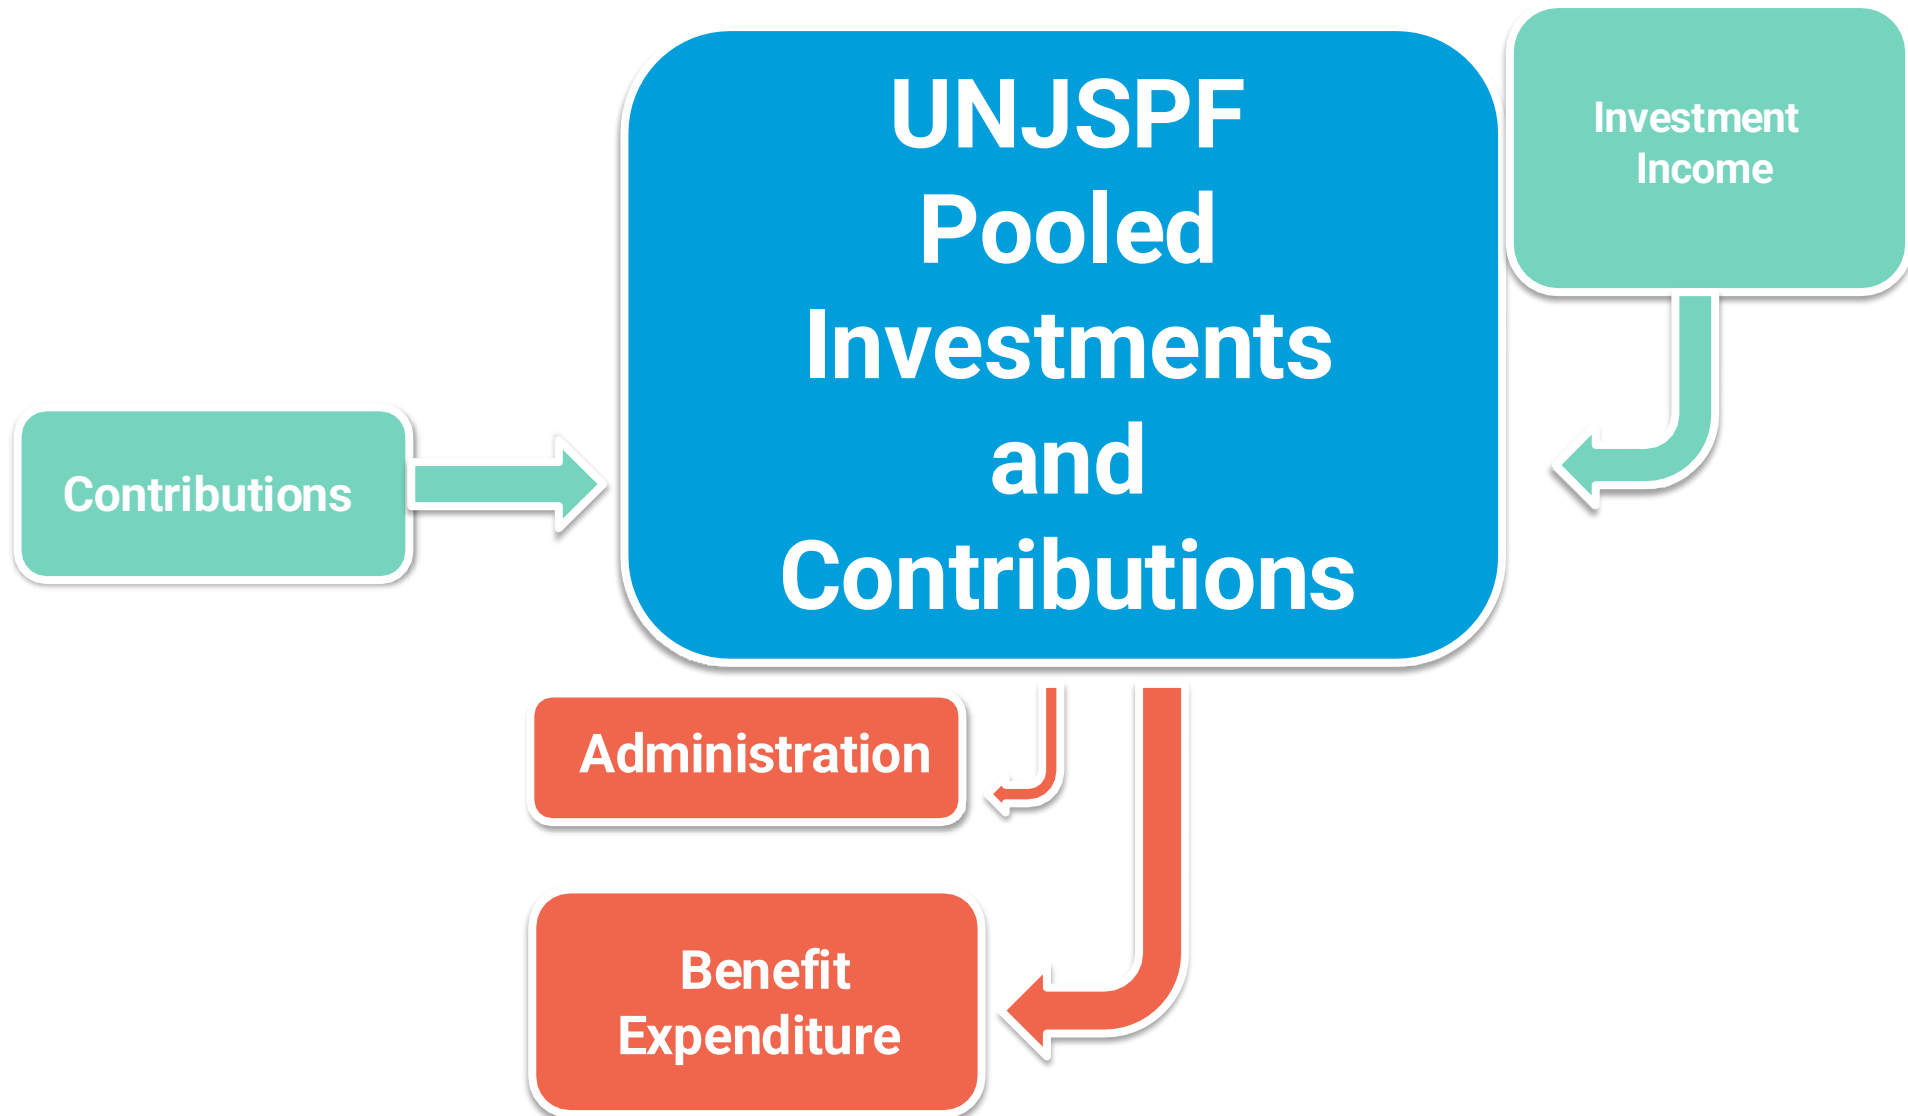 UNJSPF
Pooled
Investments
and
Contributions
Investment
Income
Contributions
Administration
Benefit
Expenditure